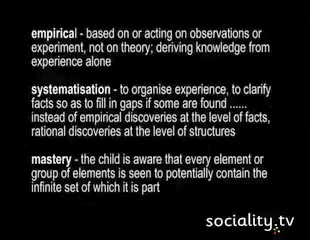 empirical - based on or acting on observations or
experiment, not on theory; deriving knowledge from
experience alone
systematisation - to organise experience, to clarify
facts so as to fill in gaps if some are found ......
instead of empirical discoveries at the level of facts,
rational discoveries at the level of structures
mastery - the child is aware that every element or
group of elements is seen to potentially contain the
infinite set of which it is part
sociality.tv